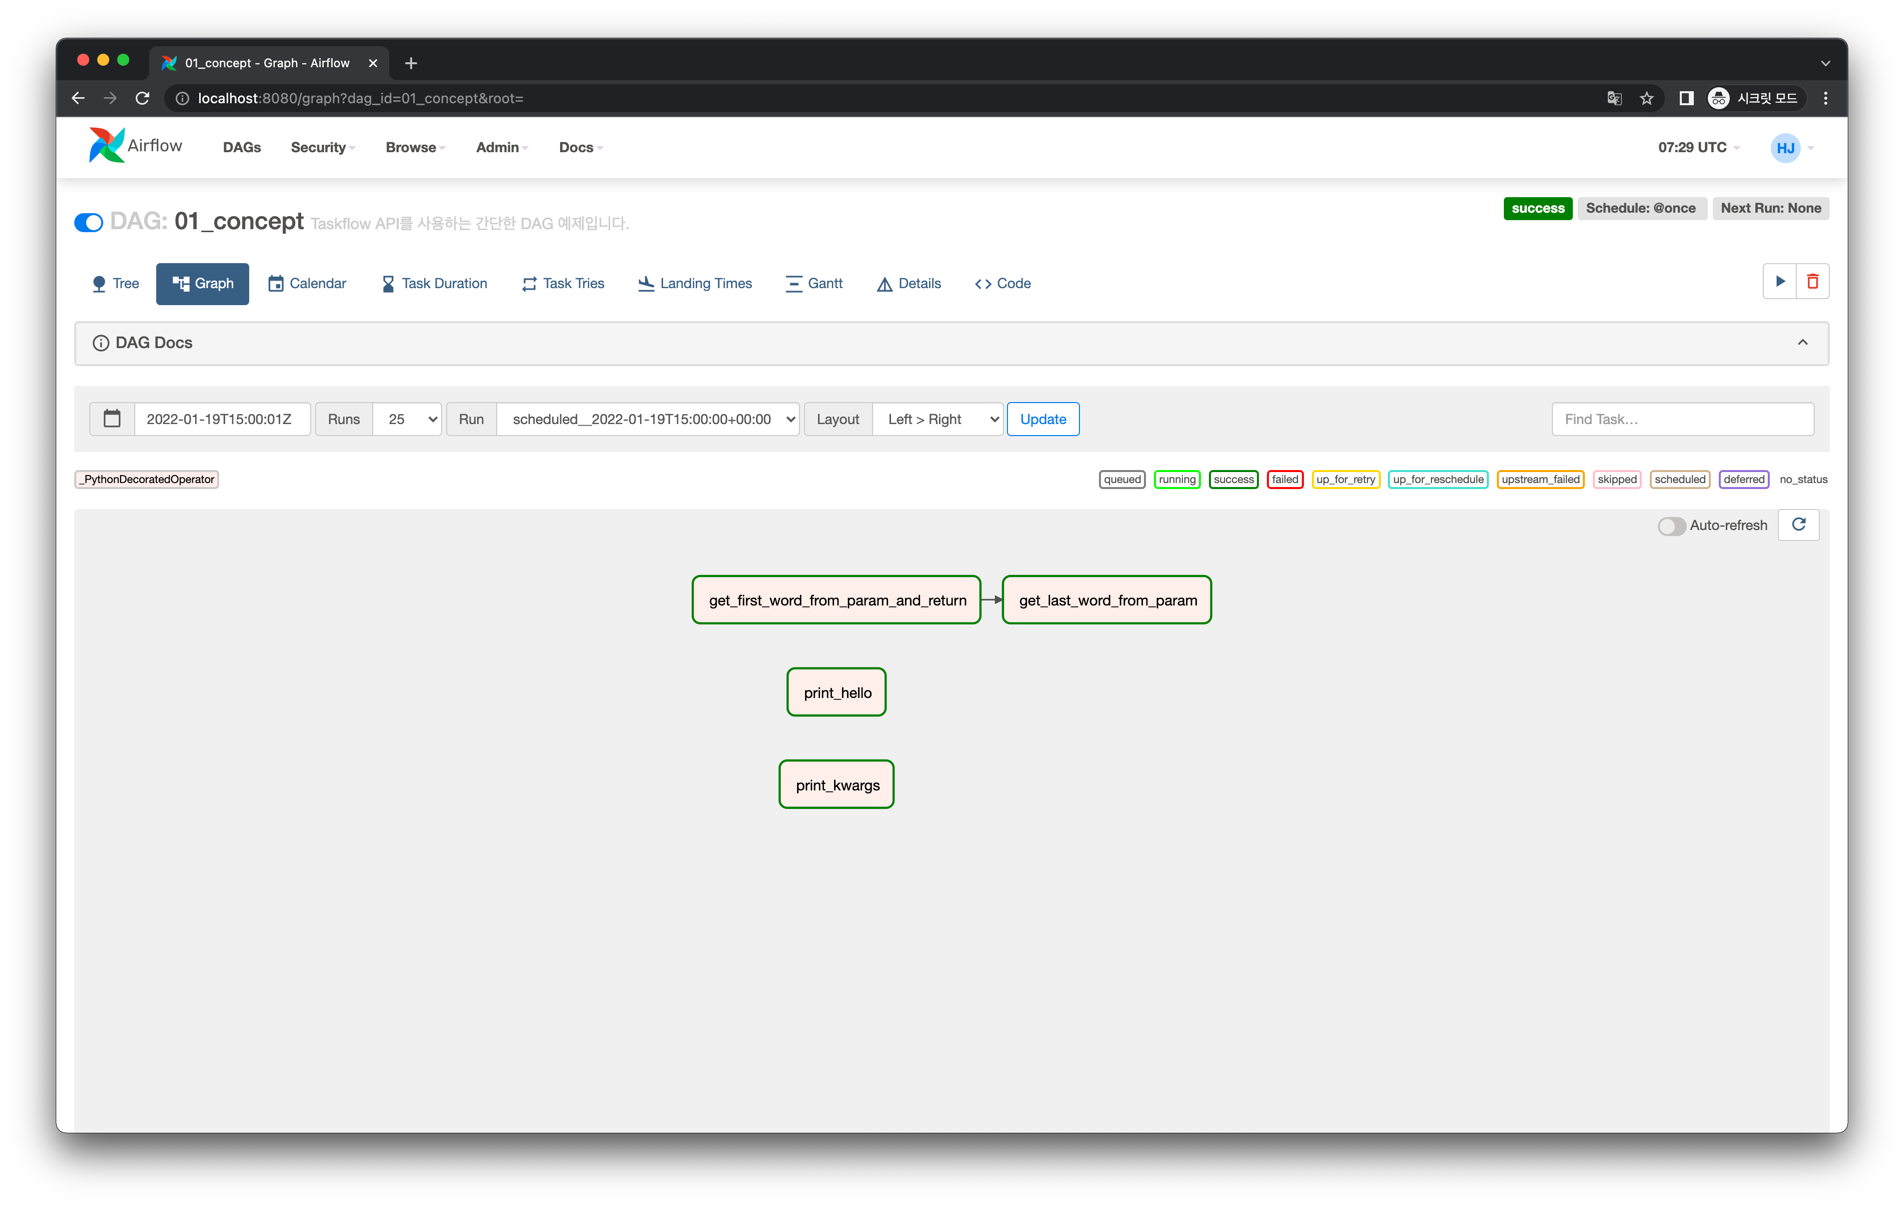 01_concept - Graph - Airflow
localhost:8080/graph?dag_id=01_concept&root=
시크릿 모드
Airflow DAGs Security Browse Admin Docs 07:29 UTC HJ
DAG: 01_concept Taskflow API를 사용하는 간단한 DAG 예제입니다.
success Schedule: @once Next Run: None
Tree Graph Calendar Task Duration Task Tries Landing Times Gantt Details Code
DAG Docs
2022-01-19T15:00:01Z Runs 25 Run scheduled__2022-01-19T15:00:00+00:00 Layout Left > Right Update Find Task...
_PythonDecoratedOperator queued running success failed up_for_retry up_for_reschedule upstream_failed skipped scheduled deferred no_status
Auto-refresh
get_first_word_from_param_and_return get_last_word_from_param
print_hello
print_kwargs